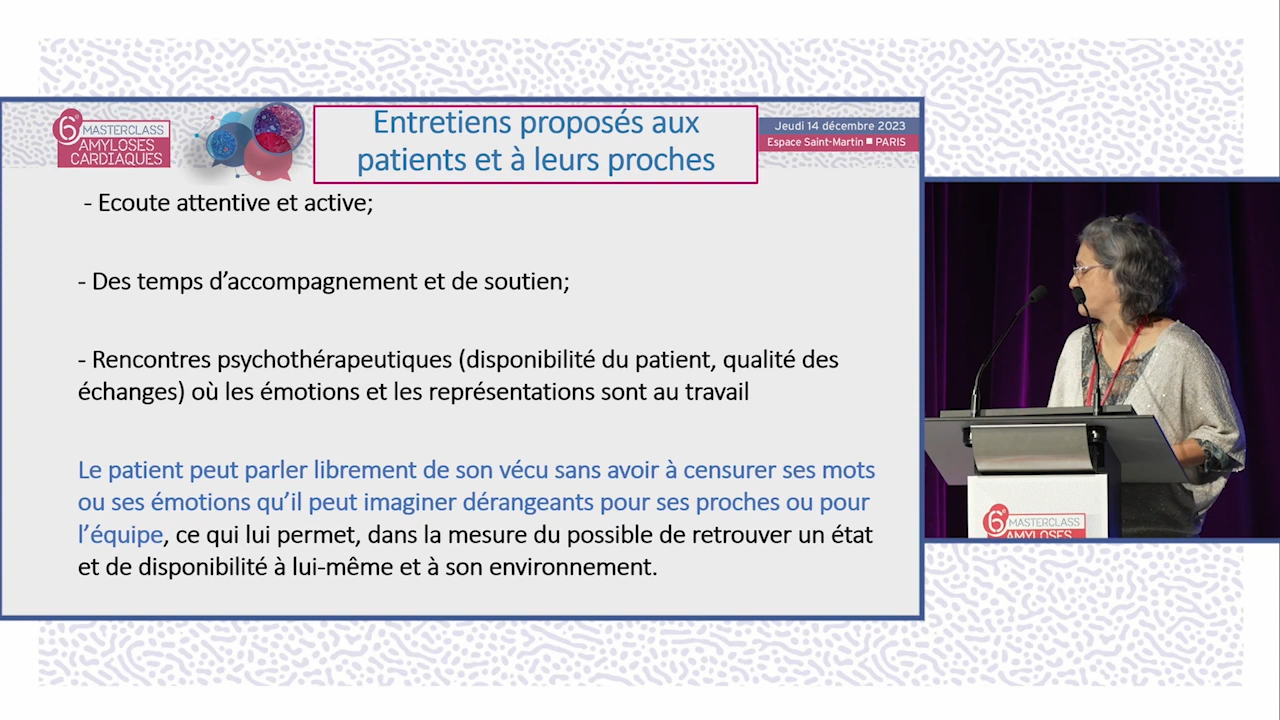 6e
MASTERCLASS
AMYLOSES
CARDIAQUES
Entretiens proposés aux
patients et à leurs proches
Jeudi 14 décembre 2023
Espace Saint-Martin ■ PARIS
- Ecoute attentive et active;
- Des temps d’accompagnement et de soutien;
- Rencontres psychothérapeutiques (disponibilité du patient, qualité des
échanges) où les émotions et les représentations sont au travail
Le patient peut parler librement de son vécu sans avoir à censurer ses mots
ou ses émotions qu’il peut imaginer dérangeants pour ses proches ou pour
l’équipe, ce qui lui permet, dans la mesure du possible de retrouver un état
et de disponibilité à lui-même et à son environnement.
6e
MASTERCLASS
AMYLOSES